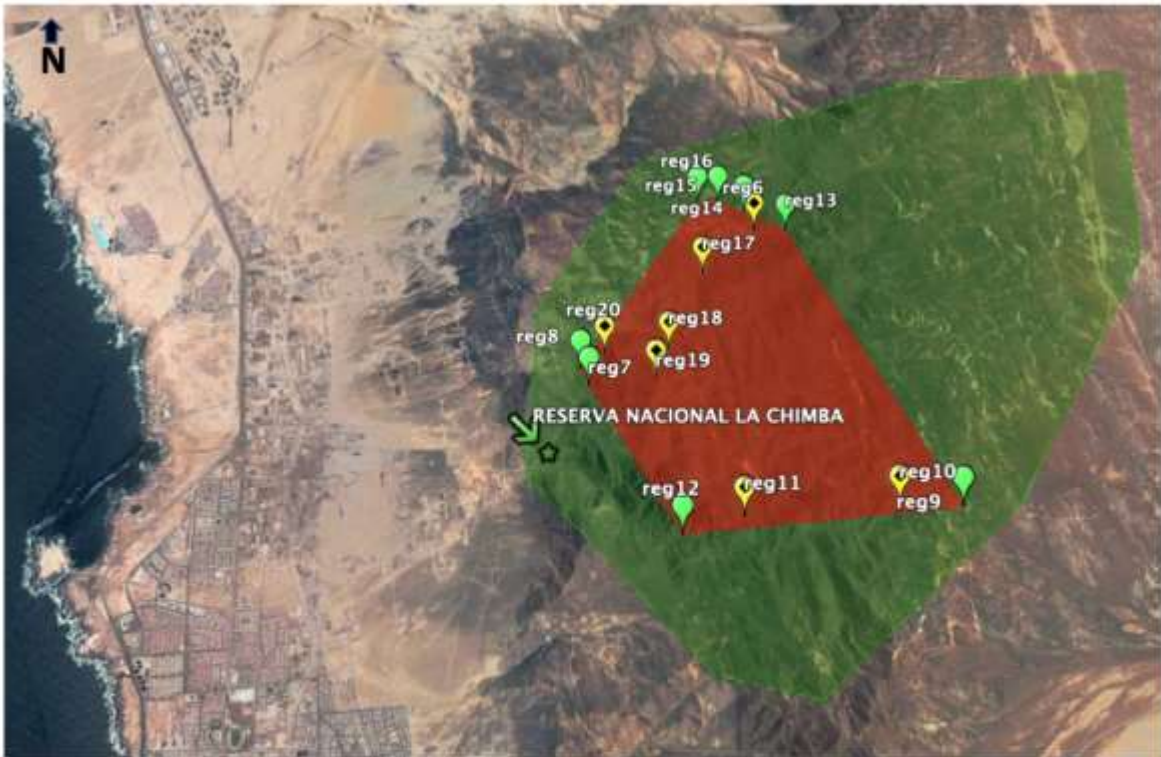 N
reg16
reg15
reg6
reg14
reg13
reg17
reg20
reg18
reg8
reg19
reg7
RESERVA NACIONAL LA CHIMBA
reg12
reg11
reg10
reg9